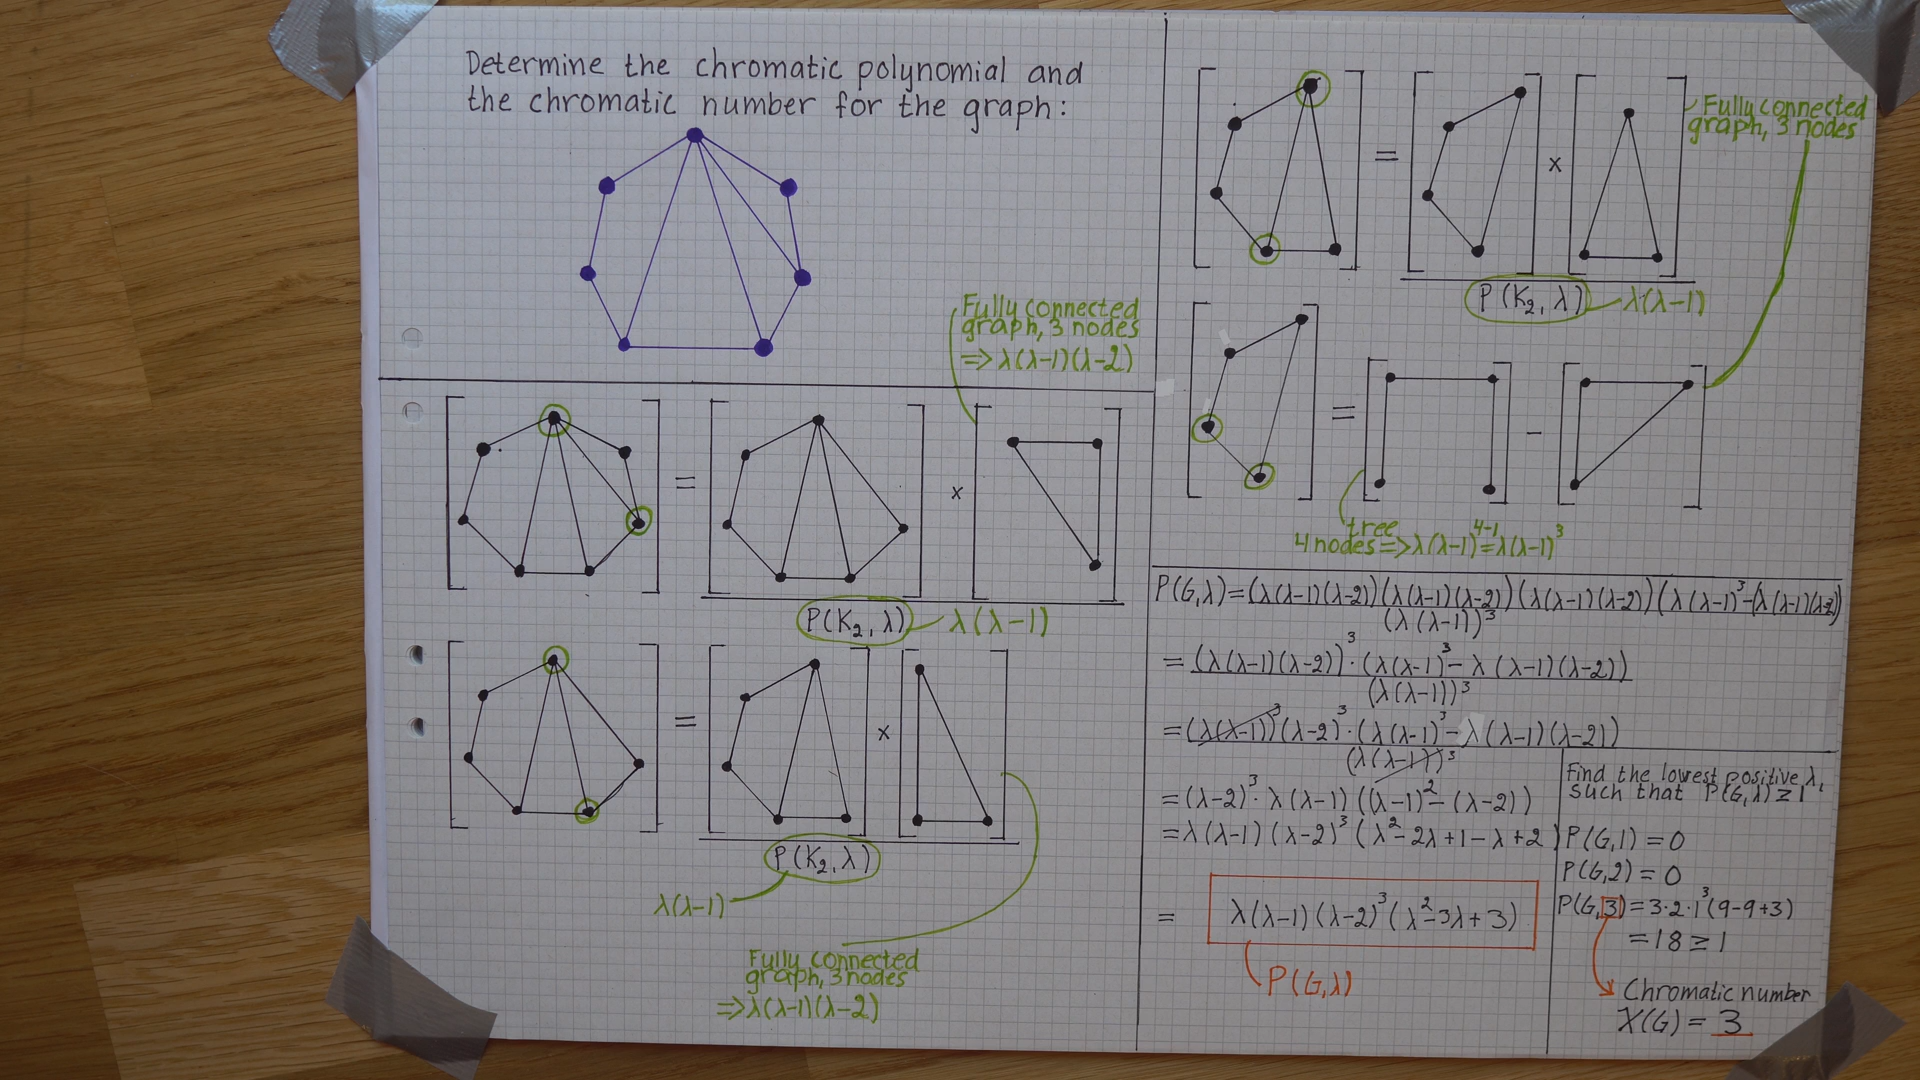 Determine the chromatic polynomial and
the chromatic number for the graph:
Fully connected
graph, 3 nodes
=> λ(λ-1)(λ-2)
=
x
P(K₂, λ)
λ(λ-1)
=
x
P(K₂, λ)
λ(λ-1)
Fully connected
graph, 3 nodes
=> λ(λ-1)(λ-2)
Fully connected
graph, 3 nodes
=
x
P(K₂, λ)
λ(λ-1)
=
-
tree
4 nodes => λ(λ-1)⁴⁻¹=λ(λ-1)³
P(G,λ)=(λ(λ-1)(λ-2))(λ(λ-1)(λ-2))(λ(λ-1)(λ-2))(λ(λ-1)³-(λ(λ-1)(λ-2))
(λ(λ-1))³
= (λ(λ-1)(λ-2))³·(λ(λ-1)³-λ(λ-1)(λ-2))
(λ(λ-1))³
=(λ(λ-1))³(λ-2)³·(λ(λ-1)³-λ(λ-1)(λ-2))
(λ(λ-1))³
=(λ-2)³·λ(λ-1)((λ-1)²-(λ-2))
=λ(λ-1)(λ-2)³(λ²-2λ+1-λ+2)
= λ(λ-1)(λ-2)³(λ²-3λ+3)
P(G,λ)
Find the lowest positive λ,
such that P(G,λ)≥1
P(G,1)=0
P(G,2)=0
P(G,3)=3·2·1³(9-9+3)
=18≥1
Chromatic number
X(G)=3